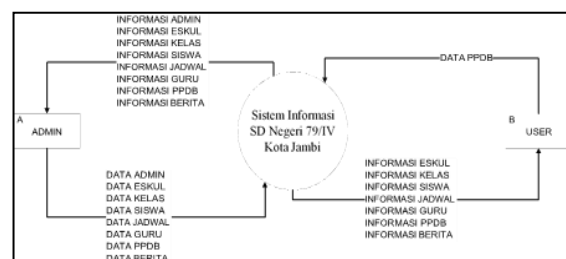 INFORMASI ADMIN
INFORMASI ESKUL
INFORMASI KELAS
INFORMASI SISWA
INFORMASI JADWAL
INFORMASI GURU
INFORMASI PPDB
INFORMASI BERITA
DATA PPDB
A
ADMIN
Sistem Informasi
SD Negeri 79/IV
Kota Jambi
B
USER
DATA ADMIN
DATA ESKUL
DATA KELAS
DATA SISWA
DATA JADWAL
DATA GURU
DATA PPDB
DATA BERITA
INFORMASI ESKUL
INFORMASI KELAS
INFORMASI SISWA
INFORMASI JADWAL
INFORMASI GURU
INFORMASI PPDB
INFORMASI BERITA